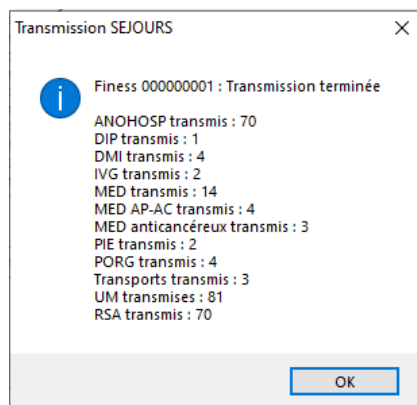 Transmission SEJOURS
Finess 000000001 : Transmission terminée
ANOHOSP transmis : 70
DIP transmis : 1
DMI transmis : 4
IVG transmis : 2
MED transmis : 14
MED AP-AC transmis : 4
MED anticancéreux transmis : 3
PIE transmis : 2
PORG transmis : 4
Transports transmis : 3
UM transmises : 81
RSA transmis : 70
OK